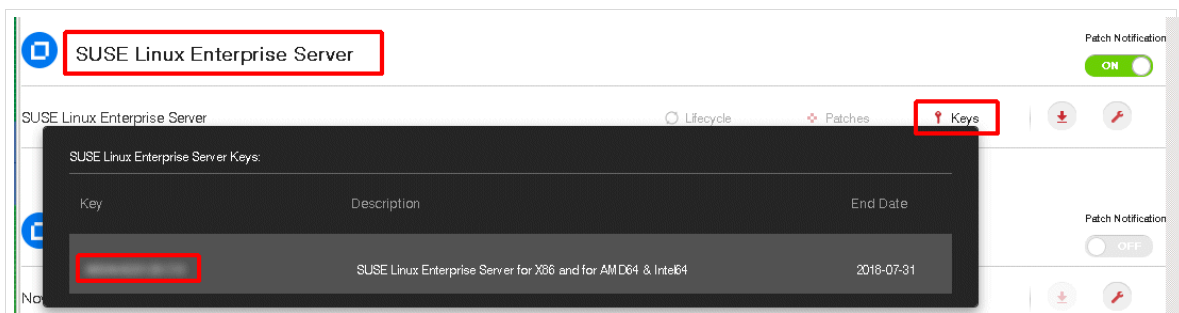 SUSE Linux Enterprise Server
Patch Notification
ON
SUSE Linux Enterprise Server
Lifecycle
Patches
Keys
SUSE Linux Enterprise Server Keys:
Key
Description
End Date
Patch Notification
OFF
SUSE Linux Enterprise Server for X86 and for AMD64 & Intel64
2018-07-31